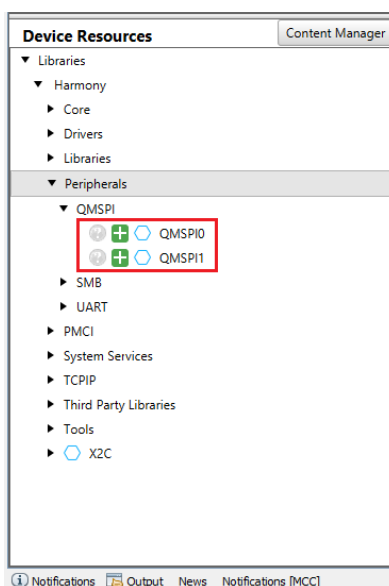 Device Resources Content Manager
Libraries
Harmony
Core
Drivers
Libraries
Peripherals
QMSPI
QMSPI0
QMSPI1
SMB
UART
PMCI
System Services
TCPIP
Third Party Libraries
Tools
X2C
Notifications Output News Notifications [MCC]